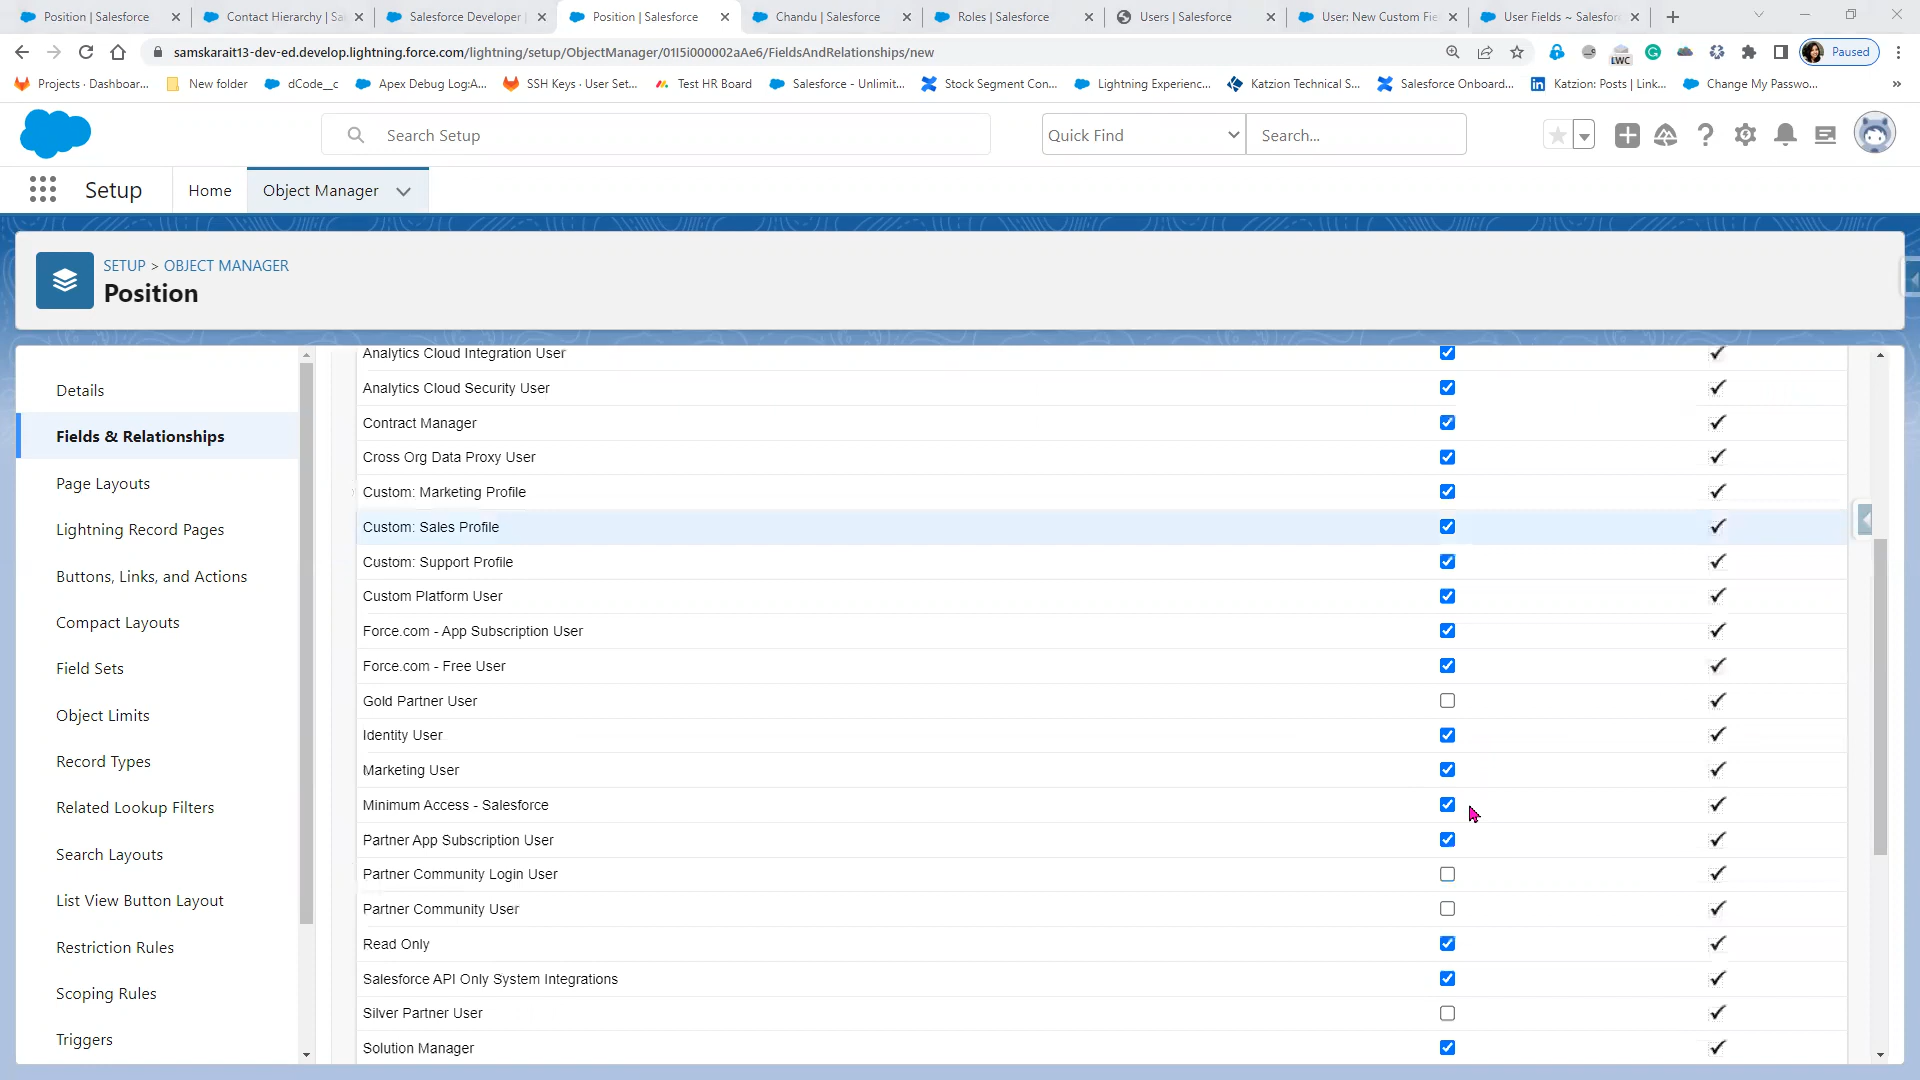 Position | Salesforce
Contact Hierarchy | Sa
Salesforce Developer
Position | Salesforce
Chandu | Salesforce
Roles | Salesforce
Users | Salesforce
User: New Custom Fie
User Fields ~ Salesfor
samskarait13-dev-ed.develop.lightning.force.com/lightning/setup/ObjectManager/01I5i000002aAe6/FieldsAndRelationships/new
LWC
Paused
Projects · Dashboar...
New folder
dCode__c
Apex Debug Log:A...
SSH Keys · User Set...
Test HR Board
Salesforce - Unlimit...
Stock Segment Con...
Lightning Experienc...
Katzion Technical S...
Salesforce Onboard...
Katzion: Posts | Link...
Change My Passwo...
Search Setup
Quick Find
Search...
Setup
Home
Object Manager
SETUP > OBJECT MANAGER
Position
Details
Fields & Relationships
Page Layouts
Lightning Record Pages
Buttons, Links, and Actions
Compact Layouts
Field Sets
Object Limits
Record Types
Related Lookup Filters
Search Layouts
List View Button Layout
Restriction Rules
Scoping Rules
Triggers
Analytics Cloud Integration User
Analytics Cloud Security User
Contract Manager
Cross Org Data Proxy User
Custom: Marketing Profile
Custom: Sales Profile
Custom: Support Profile
Custom Platform User
Force.com - App Subscription User
Force.com - Free User
Gold Partner User
Identity User
Marketing User
Minimum Access - Salesforce
Partner App Subscription User
Partner Community Login User
Partner Community User
Read Only
Salesforce API Only System Integrations
Silver Partner User
Solution Manager